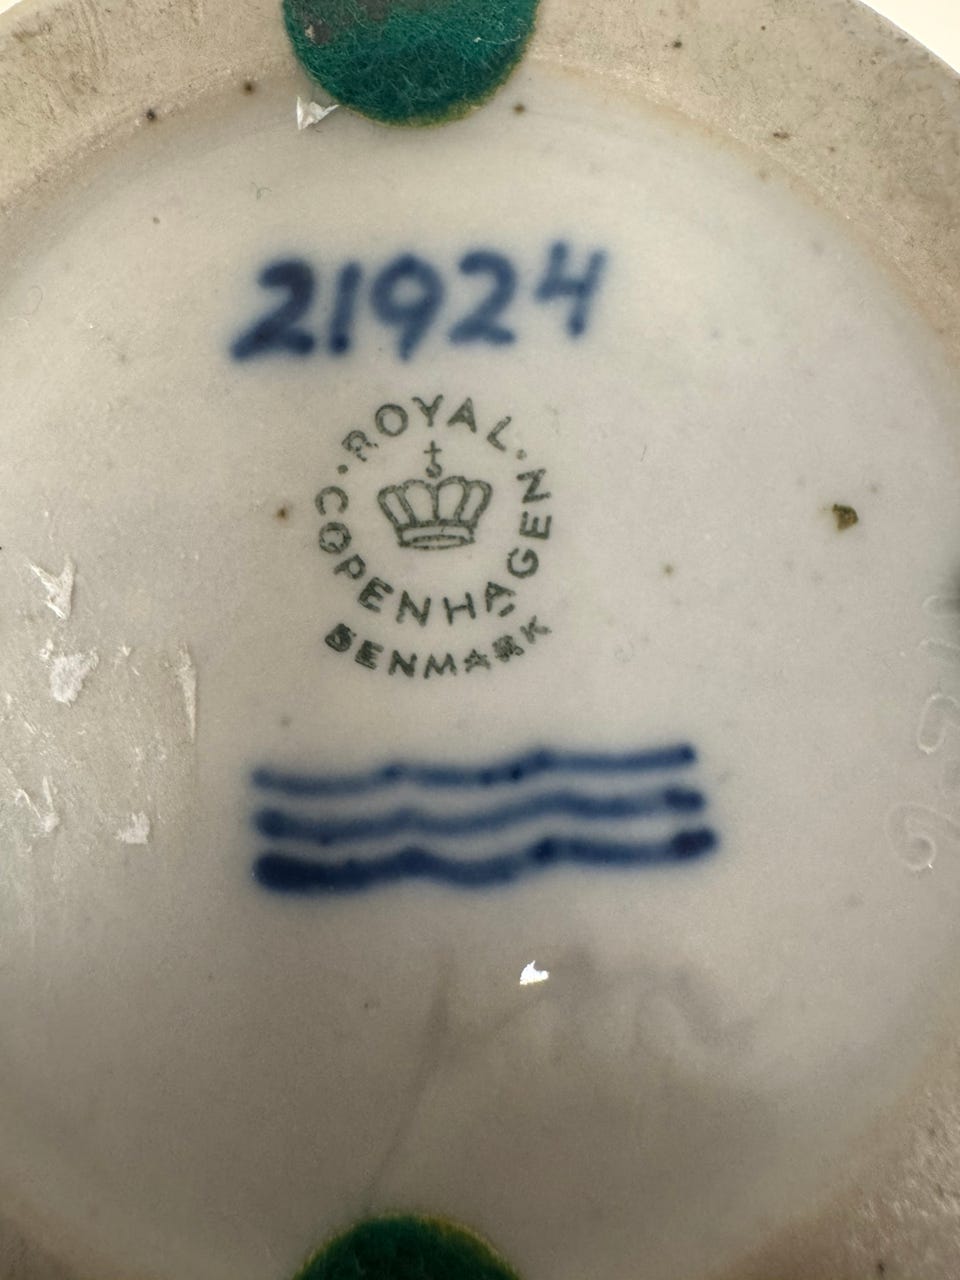 21924
· ROYAL ·
COPENHAGEN
DENMARK